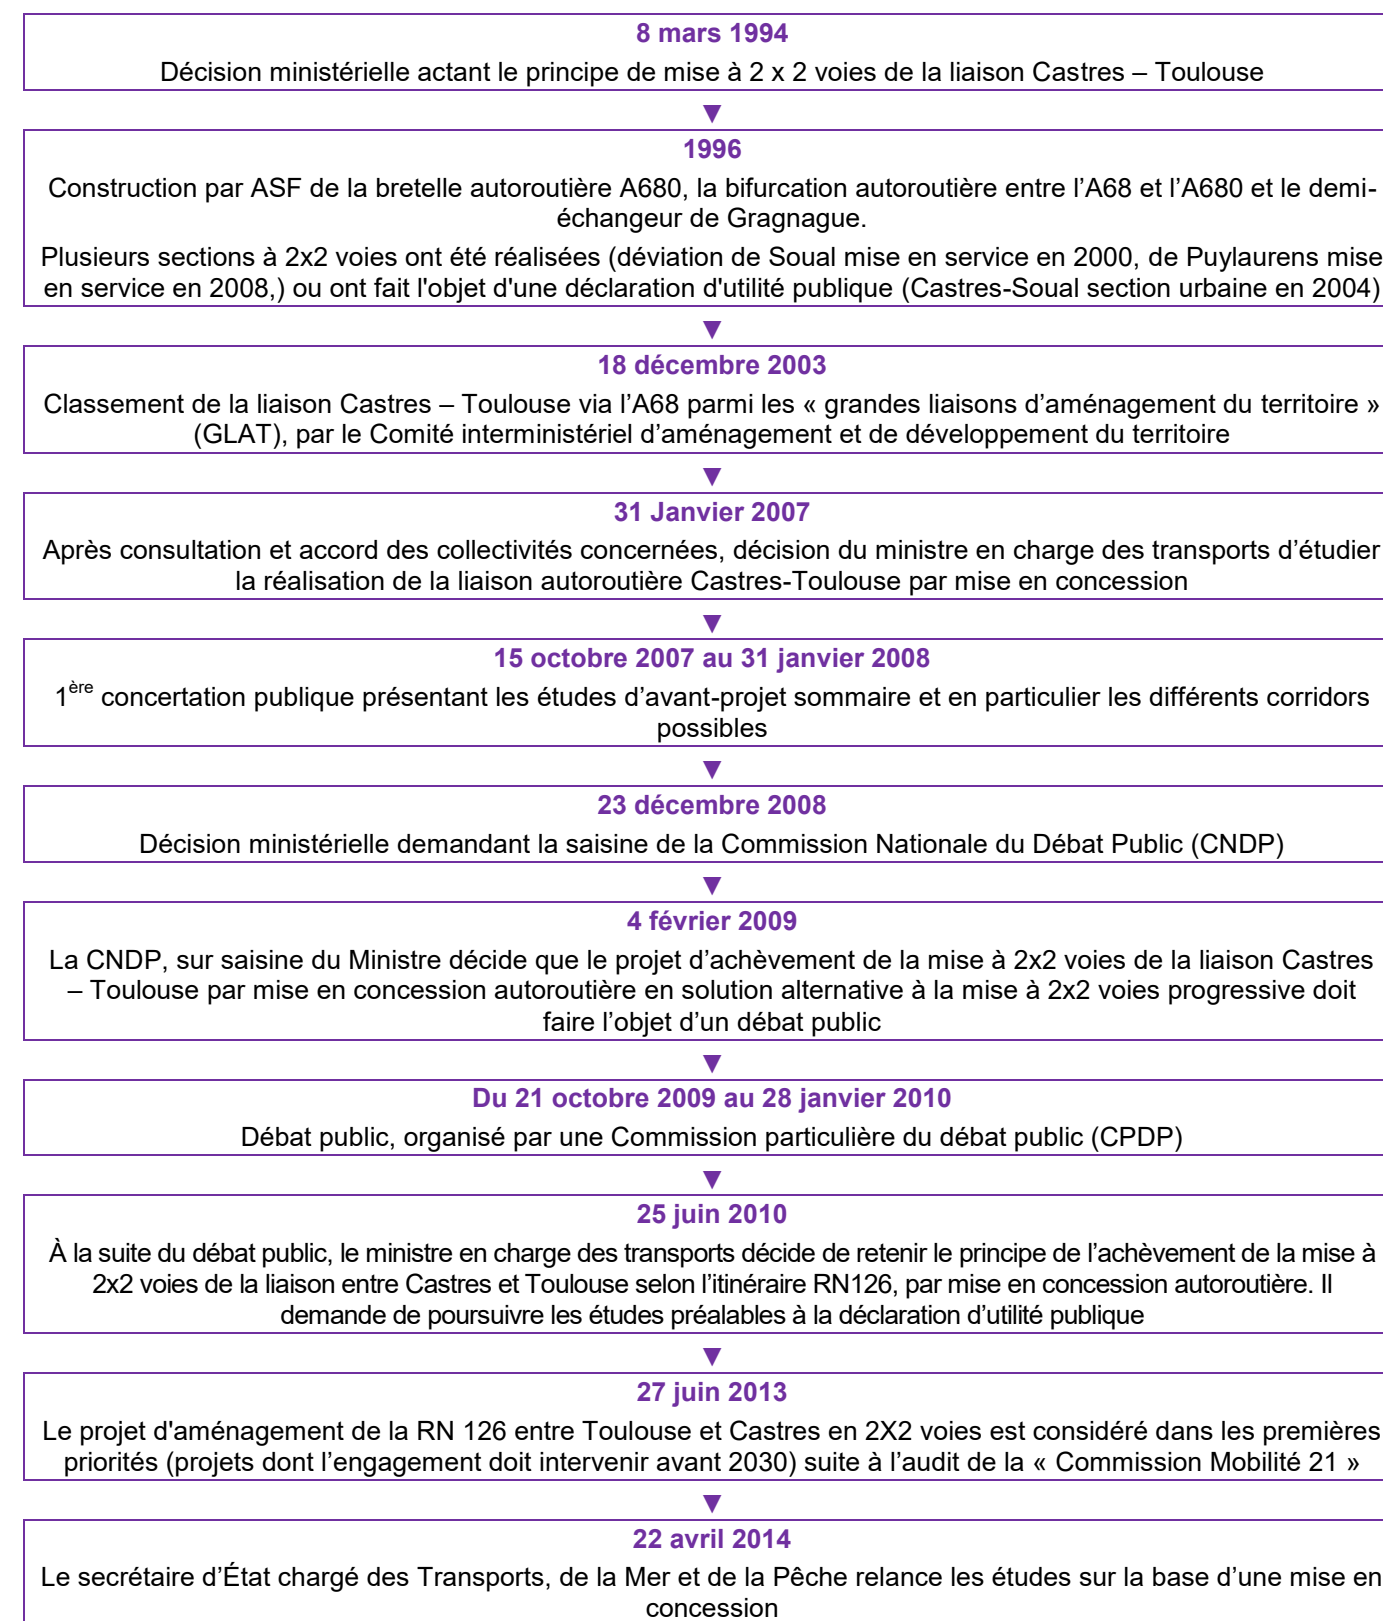 8 mars 1994
Décision ministérielle actant le principe de mise à 2 x 2 voies de la liaison Castres – Toulouse
▼
1996
Construction par ASF de la bretelle autoroutière A680, la bifurcation autoroutière entre l’A68 et l’A680 et le demi-
échangeur de Gragnague.
Plusieurs sections à 2x2 voies ont été réalisées (déviation de Soual mise en service en 2000, de Puylaurens mise
en service en 2008,) ou ont fait l'objet d'une déclaration d'utilité publique (Castres-Soual section urbaine en 2004)
▼
18 décembre 2003
Classement de la liaison Castres – Toulouse via l’A68 parmi les « grandes liaisons d’aménagement du territoire »
(GLAT), par le Comité interministériel d’aménagement et de développement du territoire
▼
31 Janvier 2007
Après consultation et accord des collectivités concernées, décision du ministre en charge des transports d’étudier
la réalisation de la liaison autoroutière Castres-Toulouse par mise en concession
▼
15 octobre 2007 au 31 janvier 2008
1ère concertation publique présentant les études d’avant-projet sommaire et en particulier les différents corridors
possibles
▼
23 décembre 2008
Décision ministérielle demandant la saisine de la Commission Nationale du Débat Public (CNDP)
▼
4 février 2009
La CNDP, sur saisine du Ministre décide que le projet d’achèvement de la mise à 2x2 voies de la liaison Castres
– Toulouse par mise en concession autoroutière en solution alternative à la mise à 2x2 voies progressive doit
faire l’objet d’un débat public
▼
Du 21 octobre 2009 au 28 janvier 2010
Débat public, organisé par une Commission particulière du débat public (CPDP)
▼
25 juin 2010
À la suite du débat public, le ministre en charge des transports décide de retenir le principe de l’achèvement de la mise à
2x2 voies de la liaison entre Castres et Toulouse selon l’itinéraire RN126, par mise en concession autoroutière. Il
demande de poursuivre les études préalables à la déclaration d’utilité publique
▼
27 juin 2013
Le projet d'aménagement de la RN 126 entre Toulouse et Castres en 2X2 voies est considéré dans les premières
priorités (projets dont l’engagement doit intervenir avant 2030) suite à l’audit de la « Commission Mobilité 21 »
▼
22 avril 2014
Le secrétaire d’État chargé des Transports, de la Mer et de la Pêche relance les études sur la base d’une mise en
concession